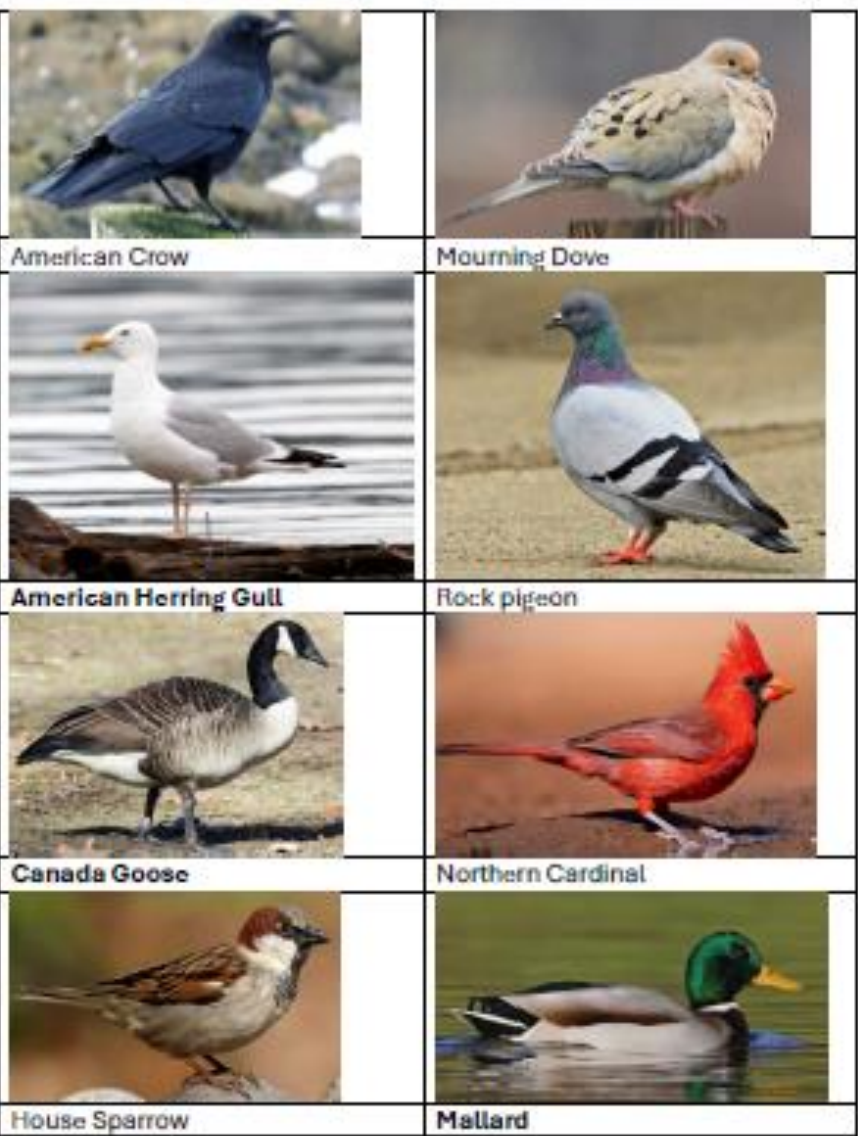 American Crow
Mourning Dove
American Herring Gull
Rock pigeon
Canada Goose
Northern Cardinal
House Sparrow
Mallard